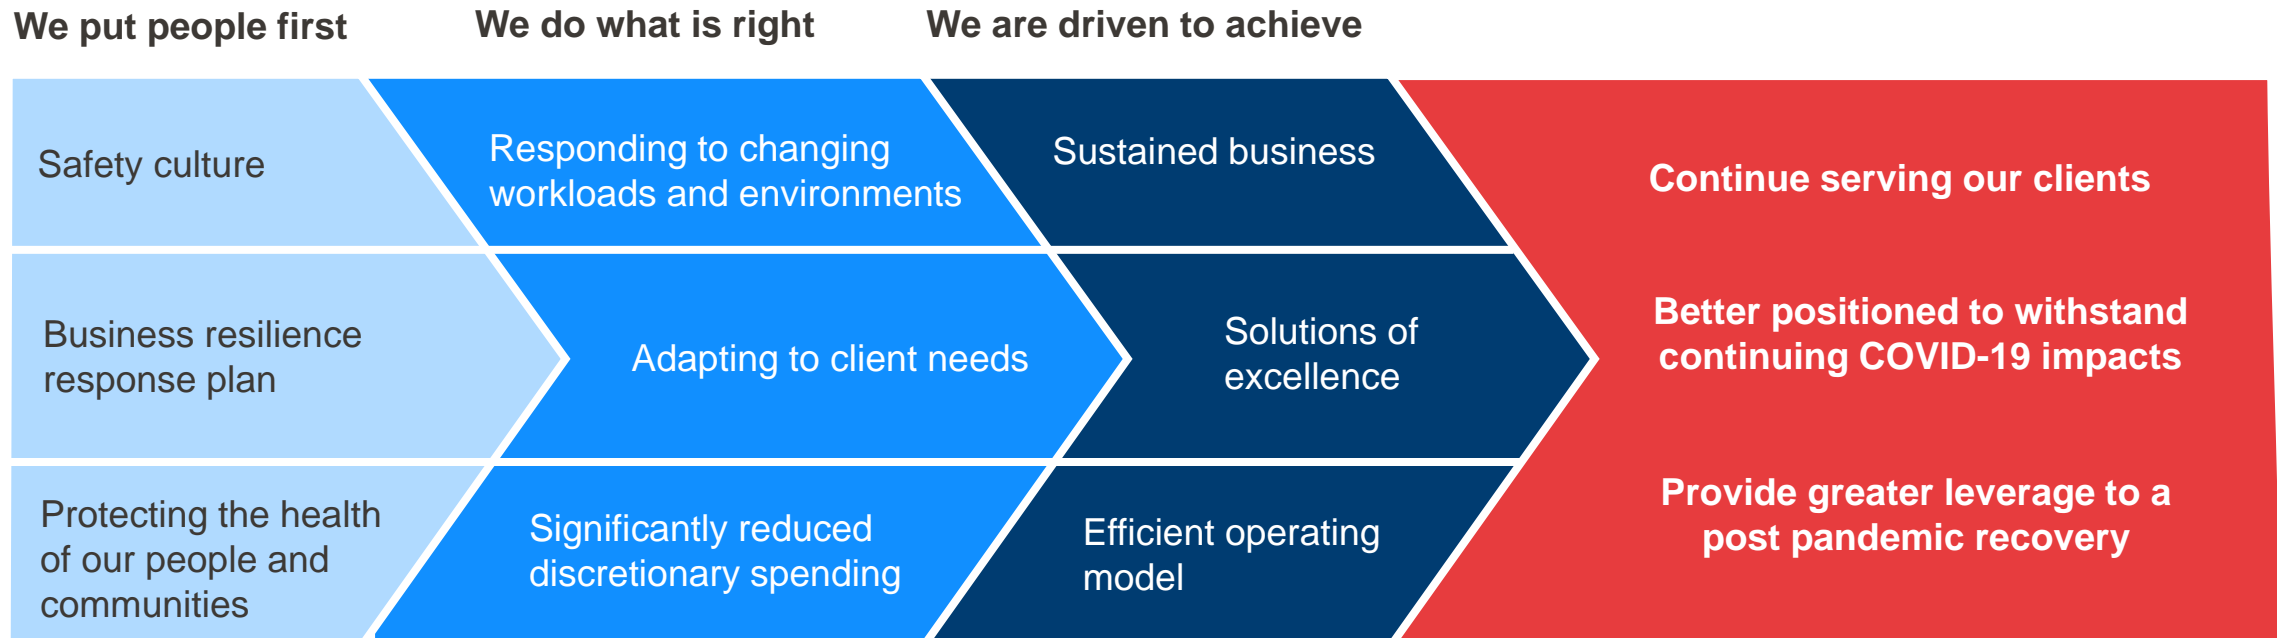 We put people first
We do what is right
We are driven to achieve
Safety culture
Responding to changing
workloads and environments
Sustained business
Continue serving our clients
Business resilience
response plan
Adapting to client needs
Solutions of
excellence
Better positioned to withstand
continuing COVID-19 impacts
Protecting the health
of our people and
communities
Significantly reduced
discretionary spending
Efficient operating
model
Provide greater leverage to a
post pandemic recovery